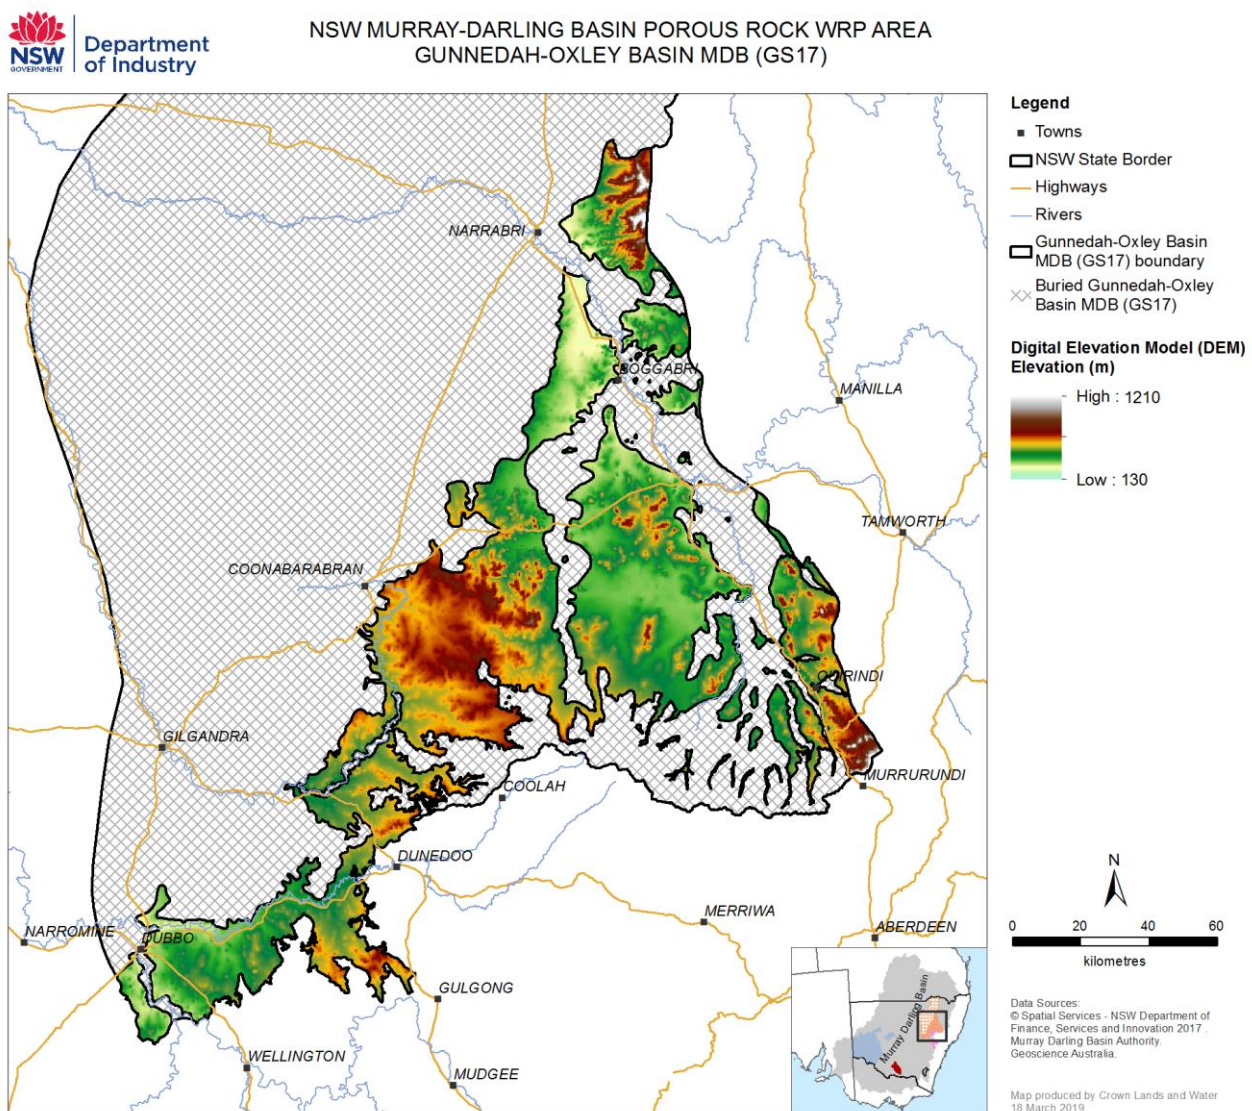 NSW
GOVERNMENT
Department
of Industry
NSW MURRAY-DARLING BASIN POROUS ROCK WRP AREA
GUNNEDAH-OXLEY BASIN MDB (GS17)
NARRABRI
BOGGABRI
MANILLA
TAMWORTH
COONABARABRAN
QUIRINDI
GILGANDRA
MURRURUNDI
COOLAH
DUNEDOO
MERRIWA
ABERDEEN
NARROMINE
DUBBO
GULGONG
WELLINGTON
MUDGEE
Legend
Towns
NSW State Border
Highways
Rivers
Gunnedah-Oxley Basin
MDB (GS17) boundary
Buried Gunnedah-Oxley
Basin MDB (GS17)
Digital Elevation Model (DEM)
Elevation (m)
High : 1210
Low : 130
N
0 20 40 60
kilometres
Murray Darling Basin
Data Sources:
© Spatial Services - NSW Department of
Finance, Services and Innovation 2017 .
Murray Darling Basin Authority.
Geoscience Australia.
Map produced by Crown Lands and Water
18 March 2019.